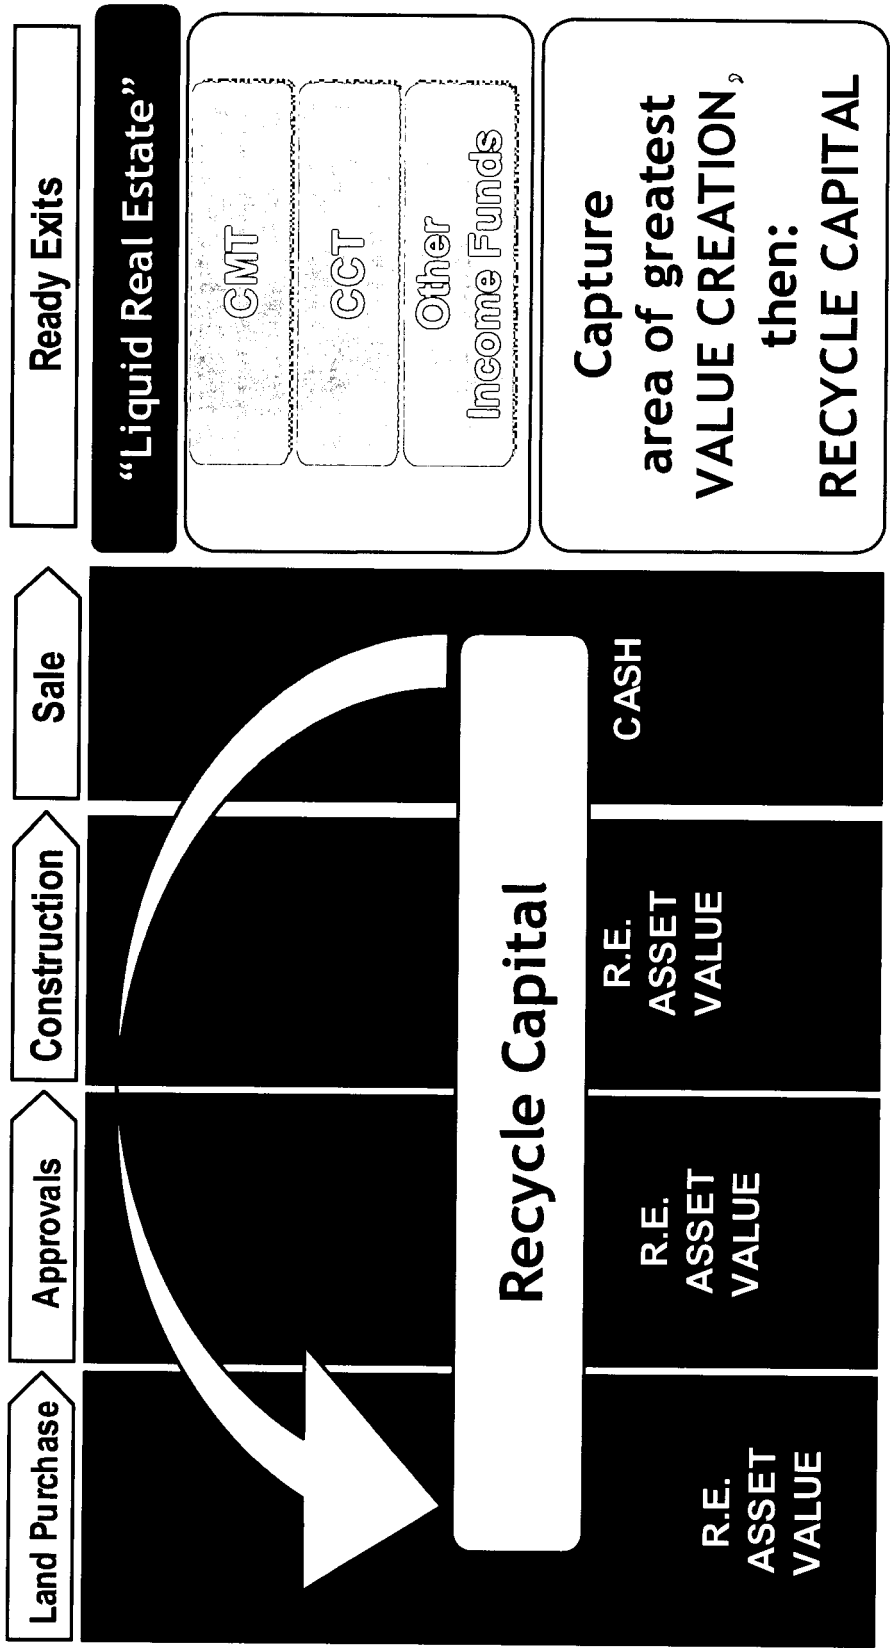 Land Purchase
Approvals
Construction
Sale
Ready Exits
"Liquid Real Estate"
CMT
CCT
Other
Income Funds
Recycle Capital
R.E.
ASSET
VALUE
R.E.
ASSET
VALUE
R.E.
ASSET
VALUE
CASH
Capture
area of greatest
VALUE CREATION,
then:
RECYCLE CAPITAL